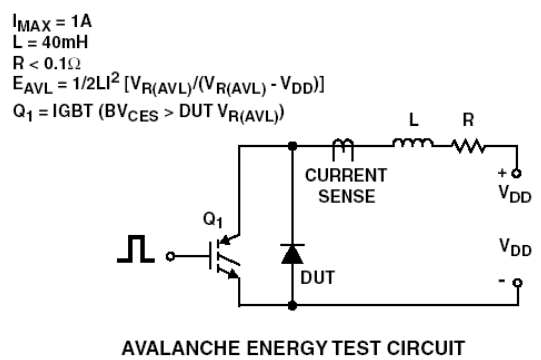 I_MAX = 1A
L = 40mH
R < 0.1Ω
E_AVL = 1/2LI² [V_R(AVL)/(V_R(AVL) - V_DD)]
Q₁ = IGBT (BV_CES > DUT V_R(AVL))
L R
CURRENT
SENSE
+
V_DD
Q₁
V_DD
DUT
-
AVALANCHE ENERGY TEST CIRCUIT